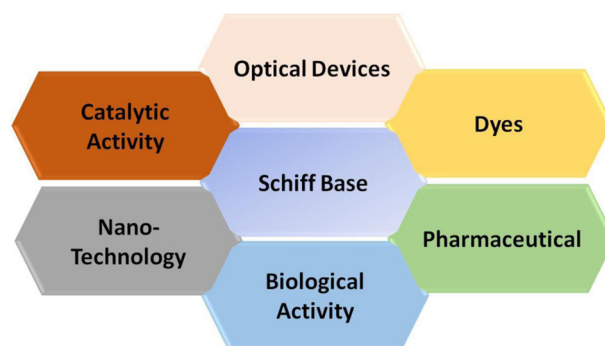 Optical Devices
Catalytic
Activity
Dyes
Schiff Base
Nano-
Technology
Pharmaceutical
Biological
Activity